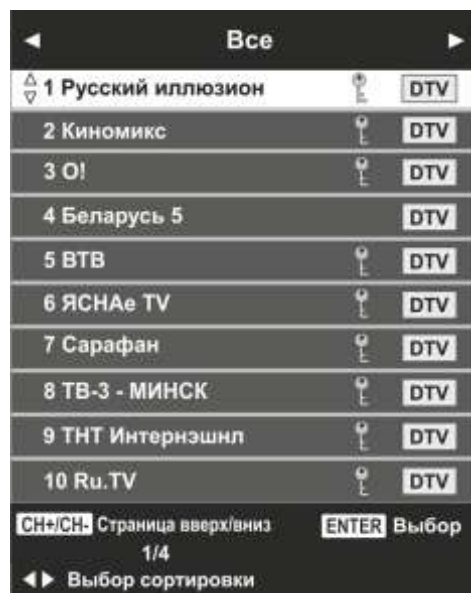 Все
1 Русский иллюзион DTV
2 Киномикс DTV
3 О! DTV
4 Беларусь 5 DTV
5 ВТВ DTV
6 ЯСНАе TV DTV
7 Сарафан DTV
8 ТВ-3 - МИНСК DTV
9 ТНТ Интернэшнл DTV
10 Ru.TV DTV
CH+/CH- Страница вверх/вниз ENTER Выбор
1/4
Выбор сортировки